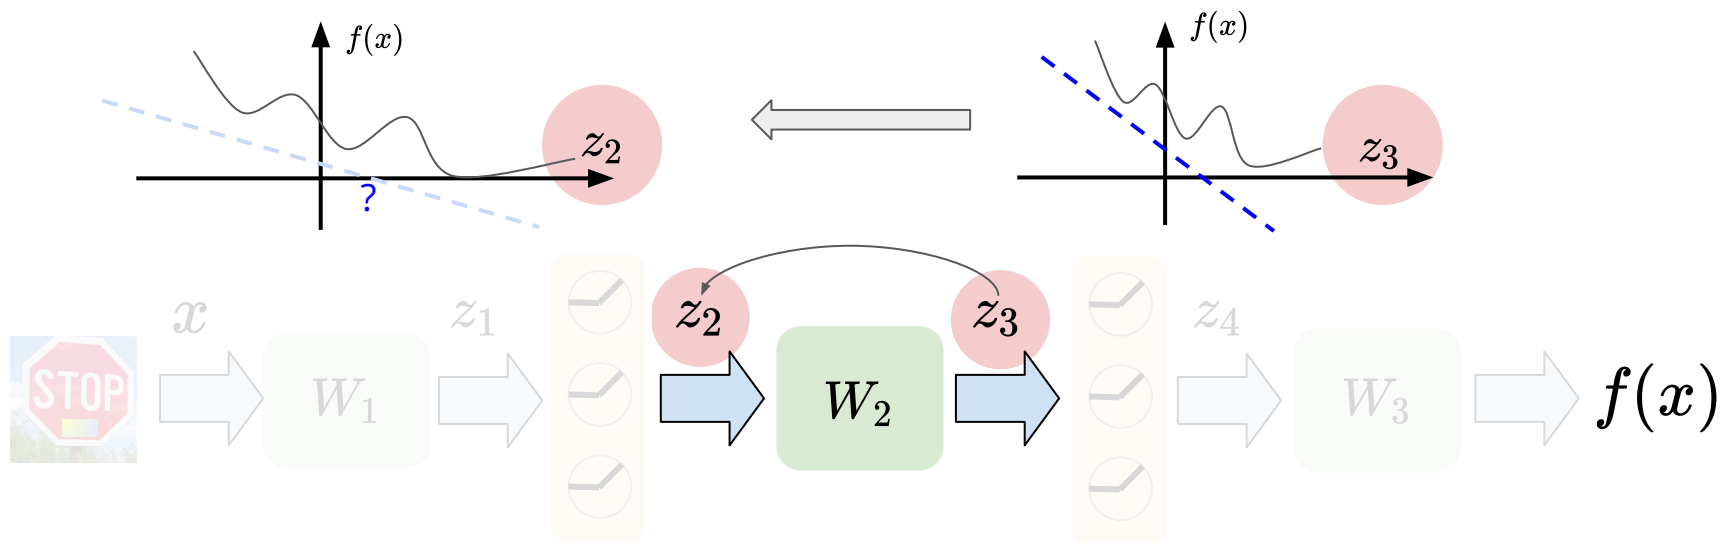 f(x)
f(x)
z₂
z₃
?
x
z₁
z₂
z₃
z₄
STOP
W₁
W₂
W₃
f(x)